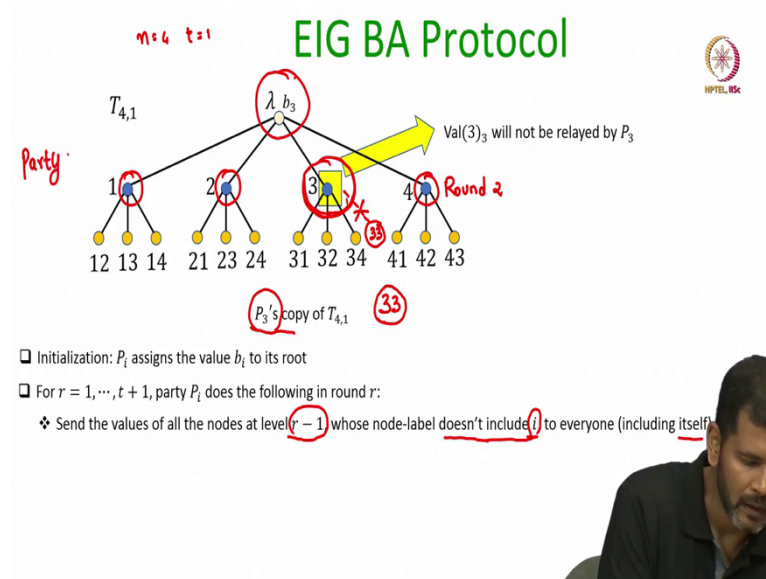 EIG BA Protocol
n=4 t=1
NPTEL, IISc
T₄,₁
λ b₃
Val(3)₃ will not be relayed by P₃
Party
1 2 3 4 Round 2
33
12 13 14 21 23 24 31 32 34 41 42 43
P₃'s copy of T₄,₁ 33
❑ Initialization: Pᵢ assigns the value bᵢ to its root
❑ For r = 1, ⋯, t + 1, party Pᵢ does the following in round r:
❖ Send the values of all the nodes at level r − 1, whose node-label doesn't include i, to everyone (including itself)